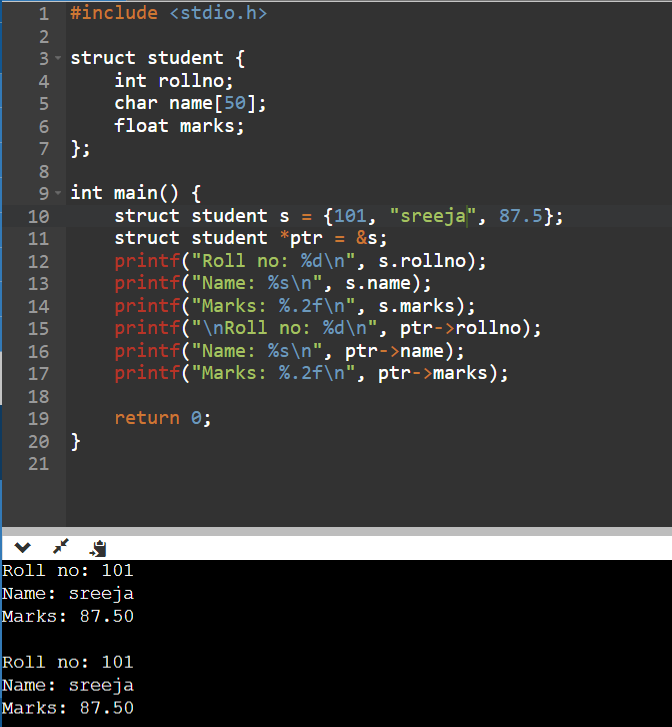 1 #include <stdio.h>
2
3 struct student {
4     int rollno;
5     char name[50];
6     float marks;
7 };
8
9 int main() {
10     struct student s = {101, "sreeja", 87.5};
11     struct student *ptr = &s;
12     printf("Roll no: %d\n", s.rollno);
13     printf("Name: %s\n", s.name);
14     printf("Marks: %.2f\n", s.marks);
15     printf("\nRoll no: %d\n", ptr->rollno);
16     printf("Name: %s\n", ptr->name);
17     printf("Marks: %.2f\n", ptr->marks);
18
19     return 0;
20 }
21
Roll no: 101
Name: sreeja
Marks: 87.50

Roll no: 101
Name: sreeja
Marks: 87.50